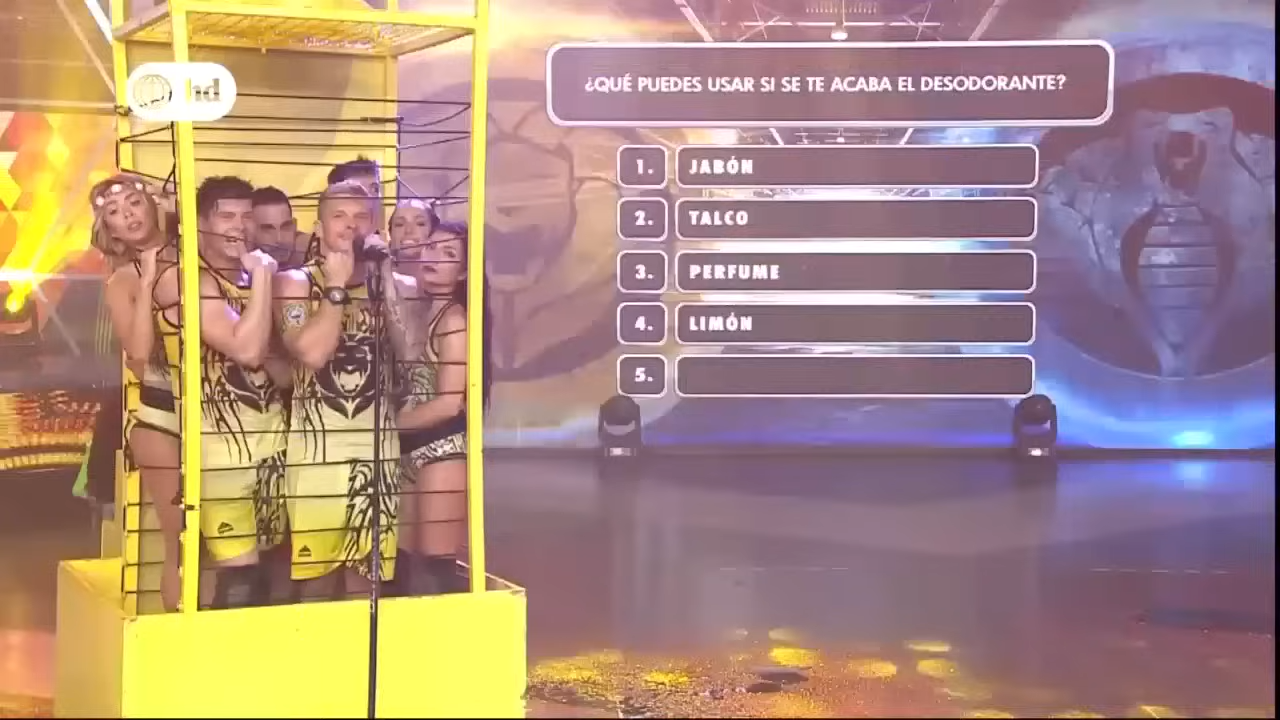 hd
¿QUÉ PUEDES USAR SI SE TE ACABA EL DESODORANTE?
1. JABÓN
2. TALCO
3. PERFUME
4. LIMÓN
5.